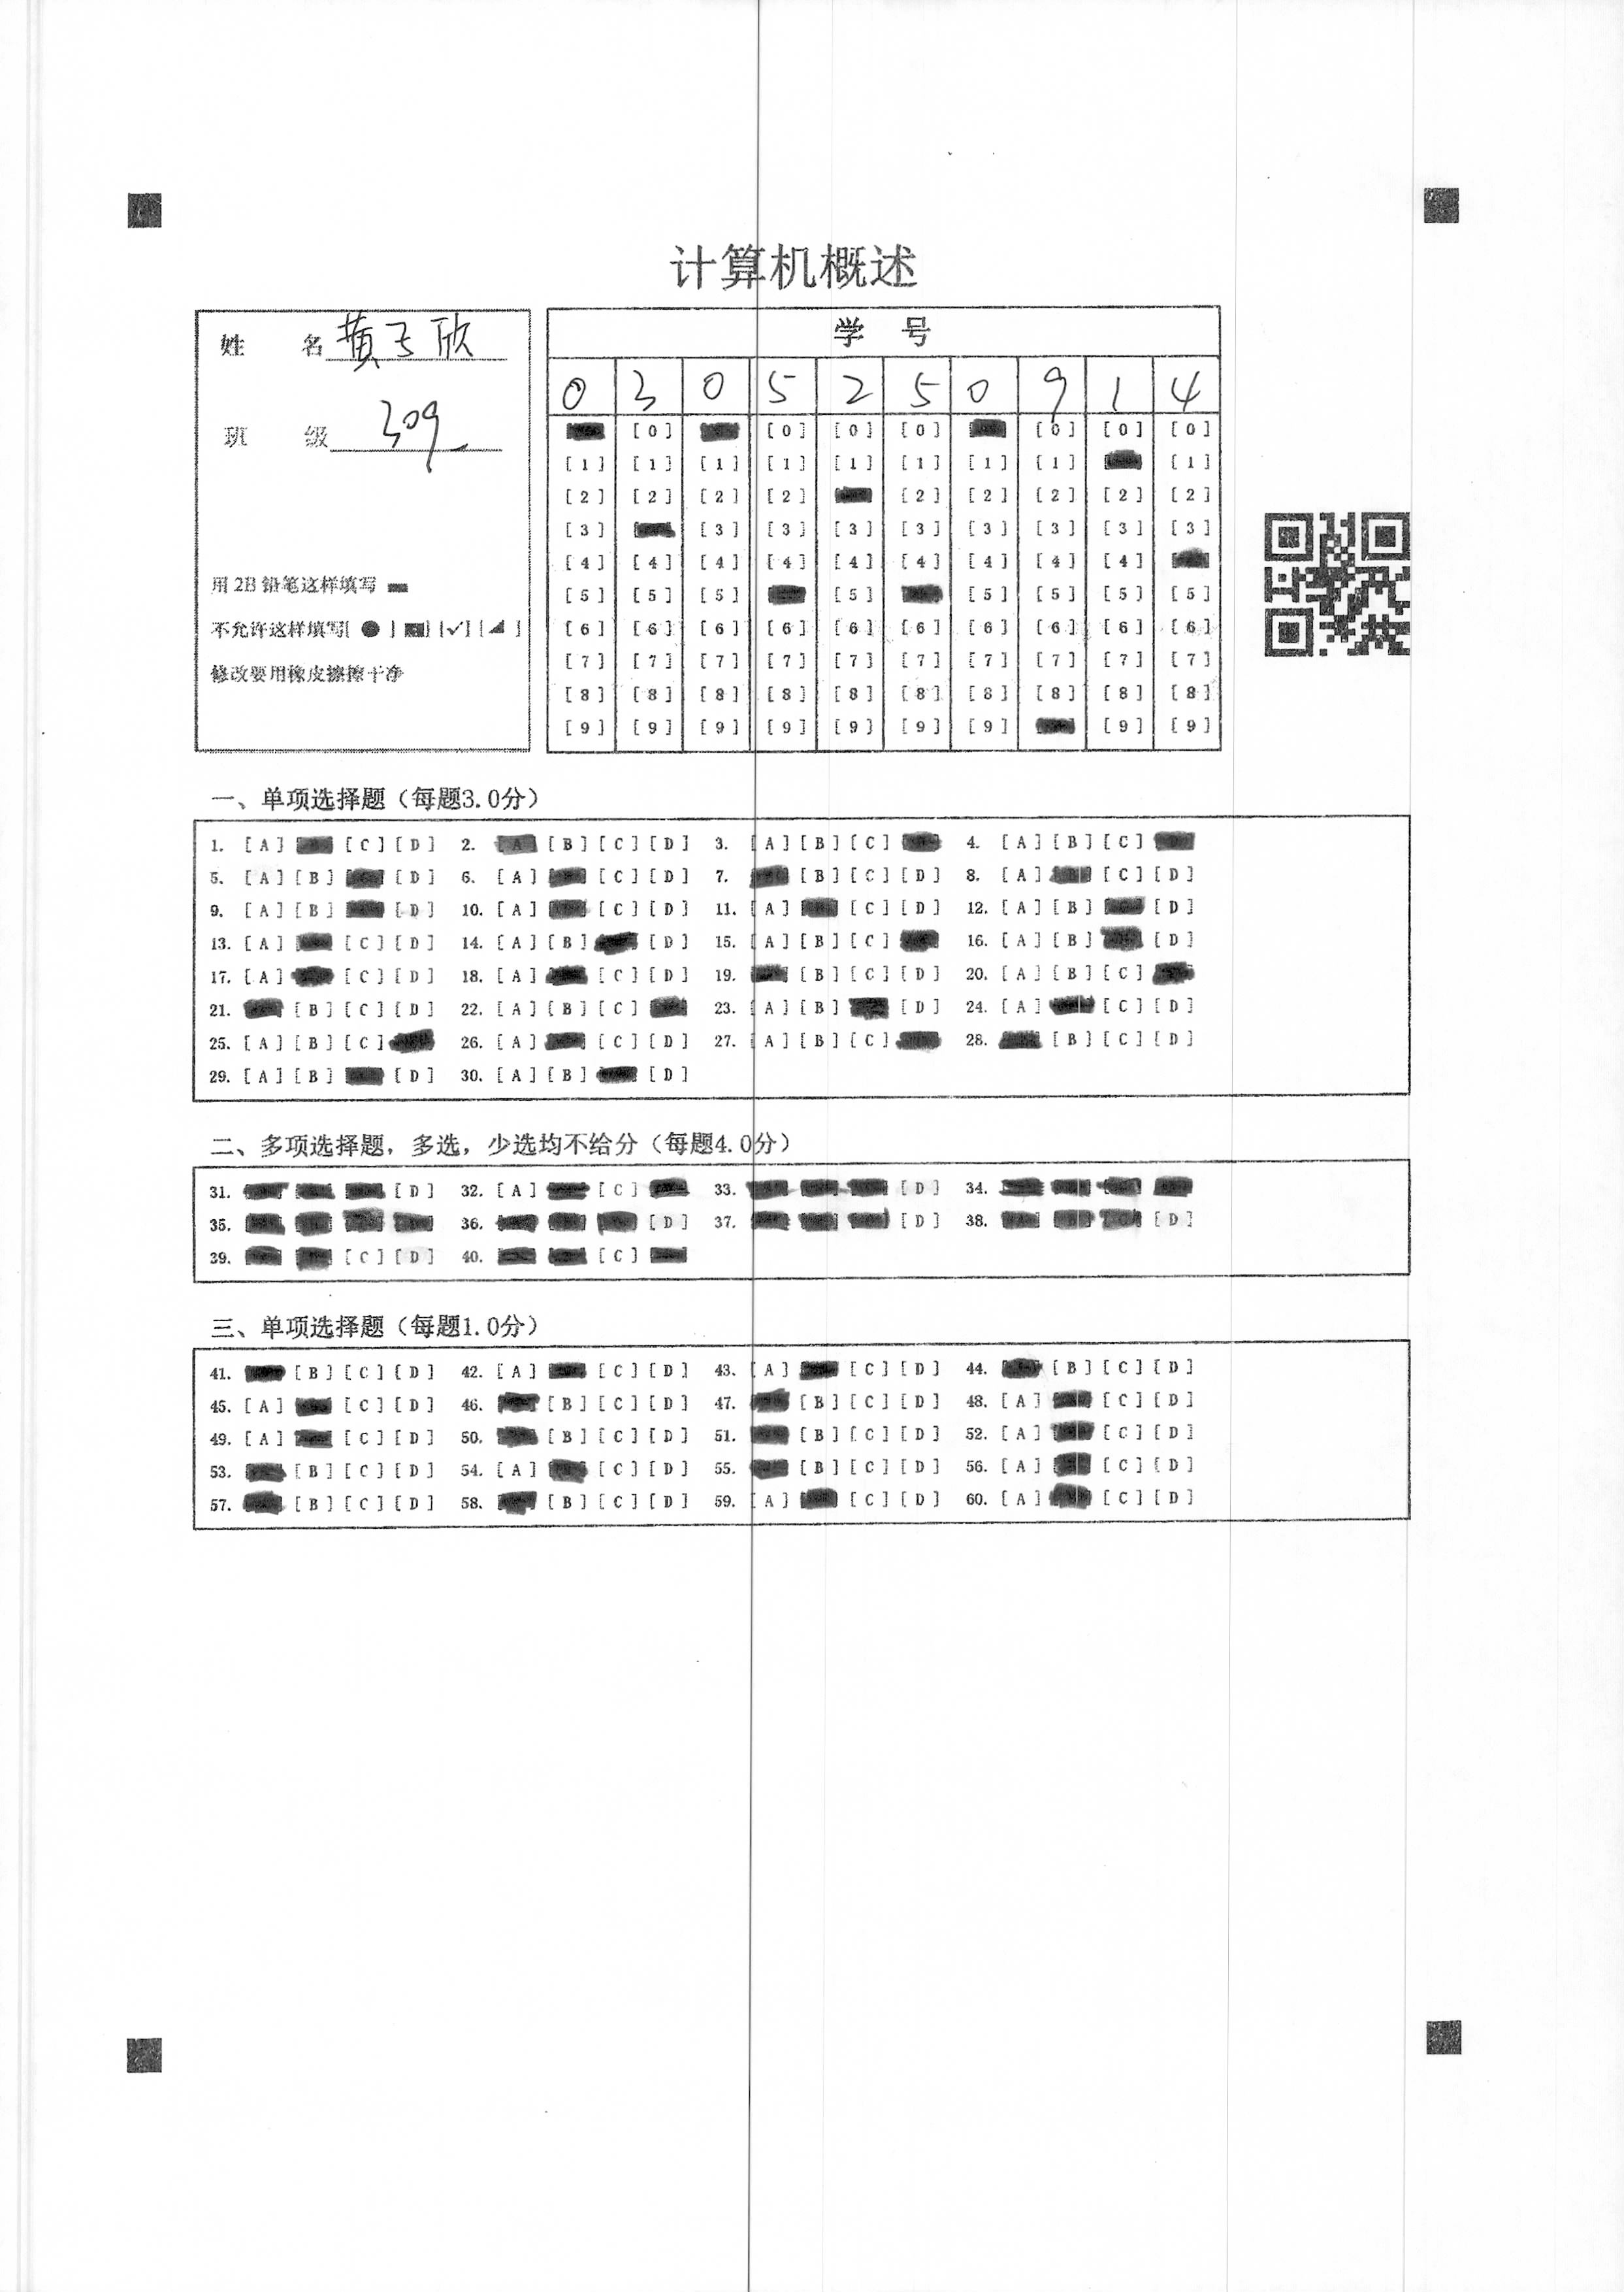 计算机概述
姓 名 黄飞欣
班 级 309
用 2B 铅笔这样填写
不允许这样填写[ ● ] [√] [◢ ]
修改要用橡皮擦擦干净
学 号
0 3 0 5 2 5 0 9 1 4
[0] [0] [0] [0] [0] [0]
[1] [1] [1] [1] [1] [1] [1] [1] [1]
[2] [2] [2] [2] [2] [2] [2] [2] [2]
[3] [3] [3] [3] [3] [3] [3] [3] [3]
[4] [4] [4] [4] [4] [4] [4] [4] [4]
[5] [5] [5] [5] [5] [5] [5] [5]
[6] [6] [6] [6] [6] [6] [6] [6] [6] [6]
[7] [7] [7] [7] [7] [7] [7] [7] [7] [7]
[8] [8] [8] [8] [8] [8] [8] [8] [8] [8]
[9] [9] [9] [9] [9] [9] [9] [9] [9]
一、单项选择题（每题3.0分）
1. [A] [C] [D] 2. [B] [C] [D] 3. [A] [B] [C] 4. [A] [B] [C]
5. [A] [B] [D] 6. [A] [C] [D] 7. [B] [C] [D] 8. [A] [C] [D]
9. [A] [B] [D] 10. [A] [C] [D] 11. [A] [C] [D] 12. [A] [B] [D]
13. [A] [C] [D] 14. [A] [B] [D] 15. [A] [B] [C] 16. [A] [B] [D]
17. [A] [C] [D] 18. [A] [C] [D] 19. [B] [C] [D] 20. [A] [B] [C]
21. [B] [C] [D] 22. [A] [B] [C] 23. [A] [B] [D] 24. [A] [C] [D]
25. [A] [B] [C] 26. [A] [C] [D] 27. [A] [B] [C] 28. [B] [C] [D]
29. [A] [B] [D] 30. [A] [B] [D]
二、多项选择题，多选，少选均不给分（每题4.0分）
31. [D] 32. [A] [C] 33. [D] 34.
35. 36. [D] 37. [D] 38. [D]
39. [C] [D] 40. [C]
三、单项选择题（每题1.0分）
41. [B] [C] [D] 42. [A] [C] [D] 43. [A] [C] [D] 44. [B] [C] [D]
45. [A] [C] [D] 46. [B] [C] [D] 47. [B] [C] [D] 48. [A] [C] [D]
49. [A] [C] [D] 50. [B] [C] [D] 51. [B] [C] [D] 52. [A] [C] [D]
53. [B] [C] [D] 54. [A] [C] [D] 55. [B] [C] [D] 56. [A] [C] [D]
57. [B] [C] [D] 58. [B] [C] [D] 59. [A] [C] [D] 60. [A] [C] [D]